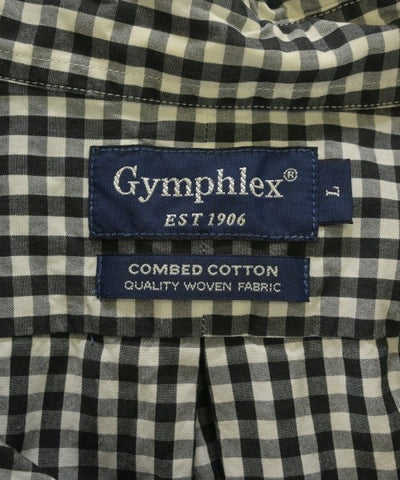 Gymphlex®
EST 1906
L
COMBED COTTON
QUALITY WOVEN FABRIC